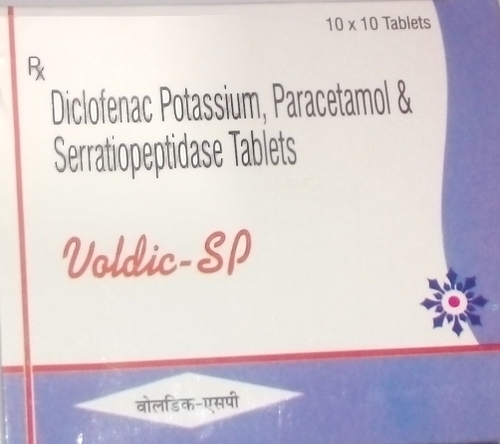 10 x 10 Tablets
Rx
Diclofenac Potassium, Paracetamol &
Serratiopeptidase Tablets
Voldic-SP
वोलडिक-एसपी